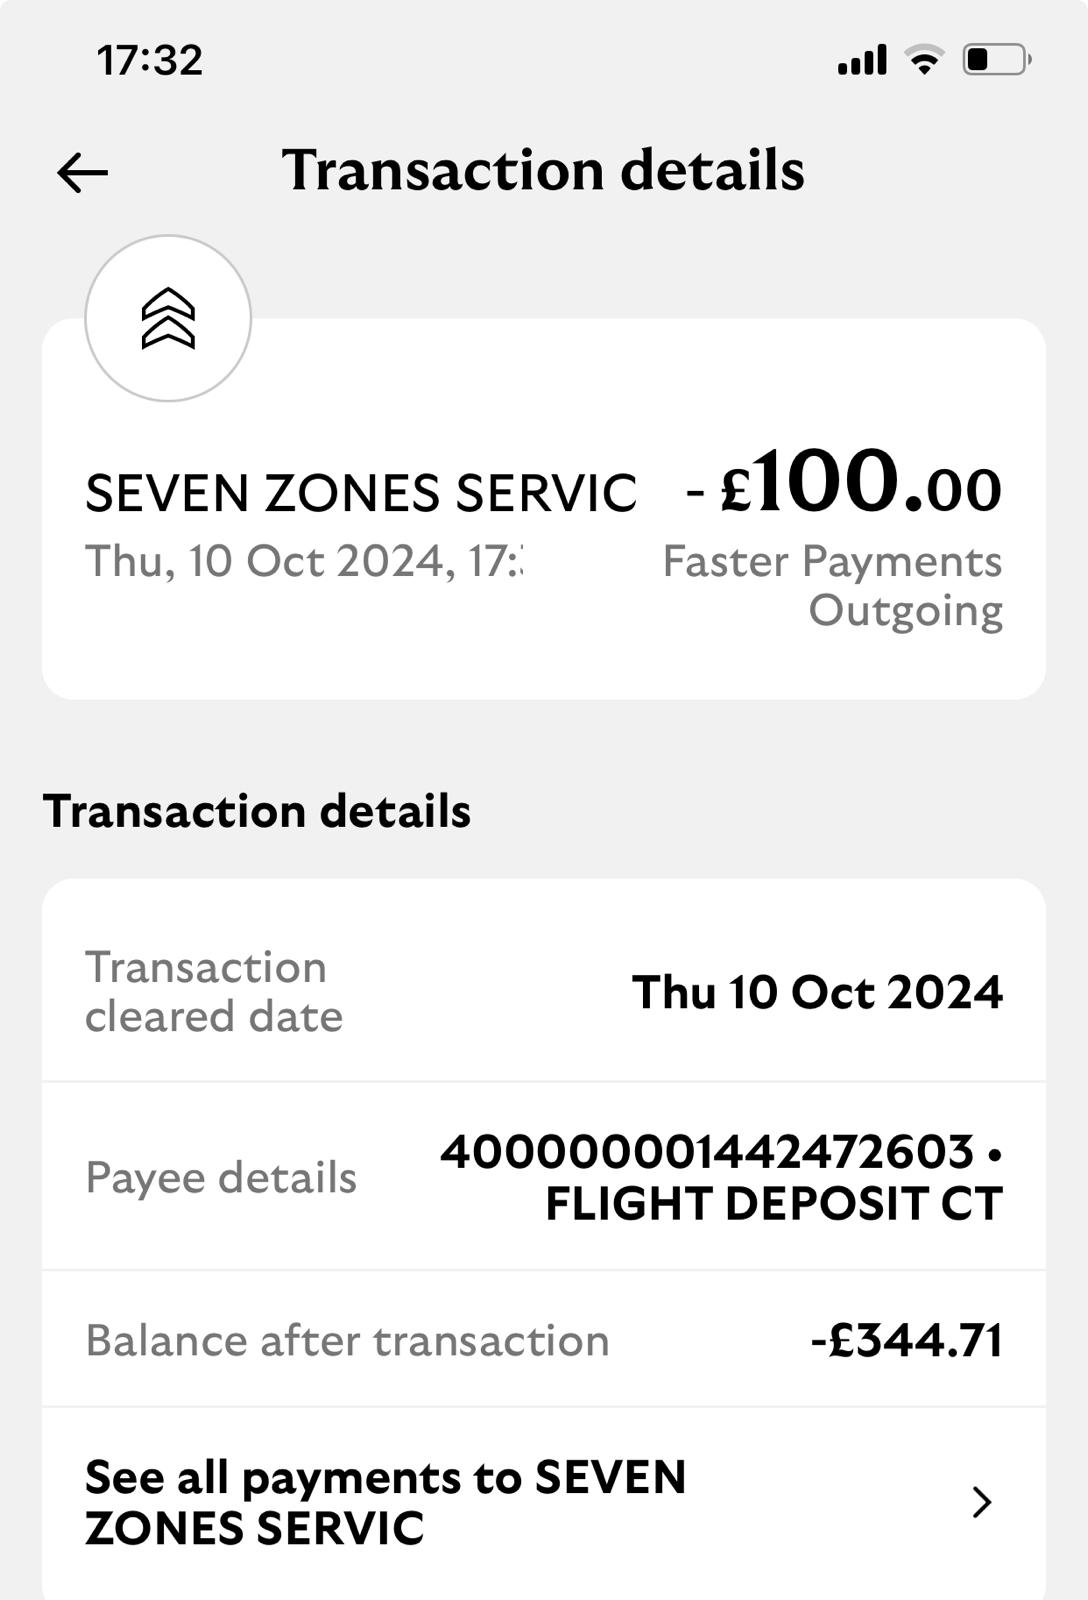 17:32
Transaction details
SEVEN ZONES SERVIC - £100.00
Thu, 10 Oct 2024, 17: Faster Payments
Outgoing
Transaction details
Transaction
cleared date
Thu 10 Oct 2024
Payee details
400000001442472603 •
FLIGHT DEPOSIT CT
Balance after transaction -£344.71
See all payments to SEVEN
ZONES SERVIC